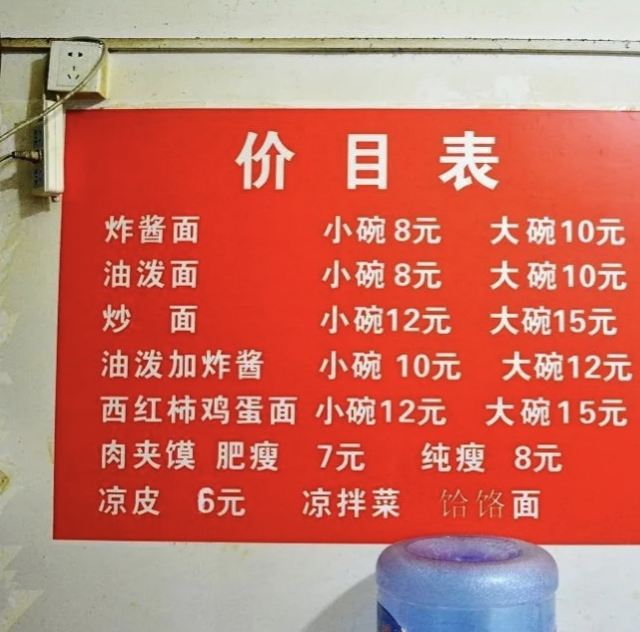 价目表
炸酱面 小碗8元 大碗10元
油泼面 小碗8元 大碗10元
炒 面 小碗12元 大碗15元
油泼加炸酱 小碗 10元 大碗12元
西红柿鸡蛋面 小碗12元 大碗15元
肉夹馍 肥瘦 7元 纯瘦 8元
凉皮 6元 凉拌菜 饸饹面